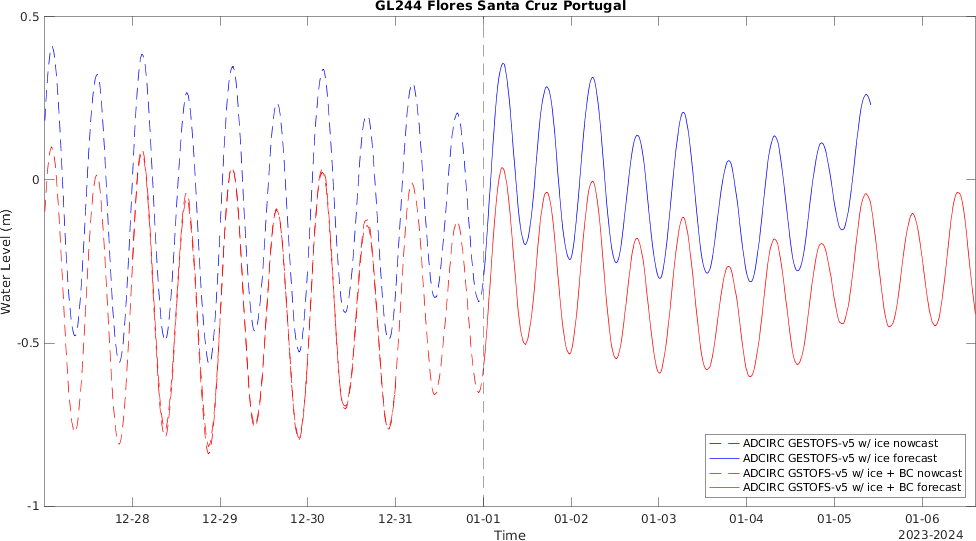 GL244 Flores Santa Cruz Portugal
0.5
0
-0.5
-1
Water Level (m)
12-28
12-29
12-30
12-31
01-01
01-02
01-03
01-04
01-05
01-06
Time
2023-2024
ADCIRC GESTOFS-v5 w/ ice nowcast
ADCIRC GESTOFS-v5 w/ ice forecast
ADCIRC GSTOFS-v5 w/ ice + BC nowcast
ADCIRC GSTOFS-v5 w/ ice + BC forecast